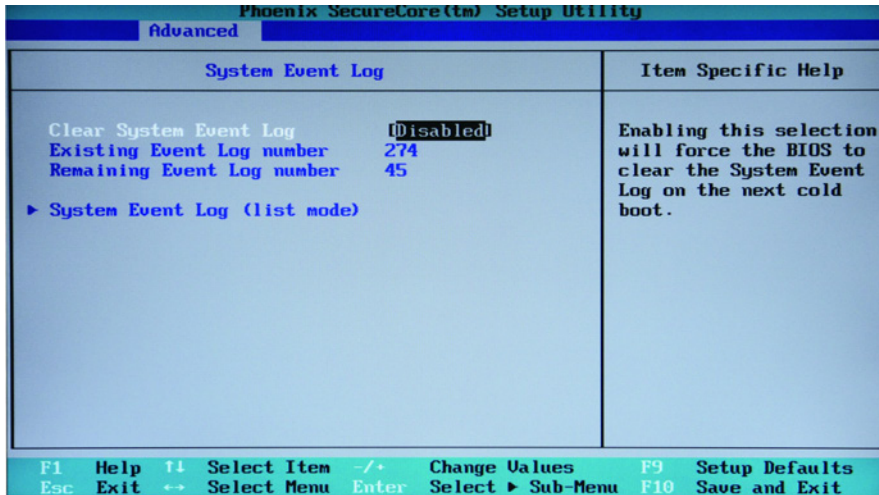 Phoenix SecureCore(tm) Setup Utility
Advanced
System Event Log
Item Specific Help
Clear System Event Log [Disabled]
Existing Event Log number 274
Remaining Event Log number 45
▶ System Event Log (list mode)
Enabling this selection
will force the BIOS to
clear the System Event
Log on the next cold
boot.
F1 Help ↑↓ Select Item -/+ Change Values F9 Setup Defaults
Esc Exit ↔ Select Menu Enter Select ▶ Sub-Menu F10 Save and Exit